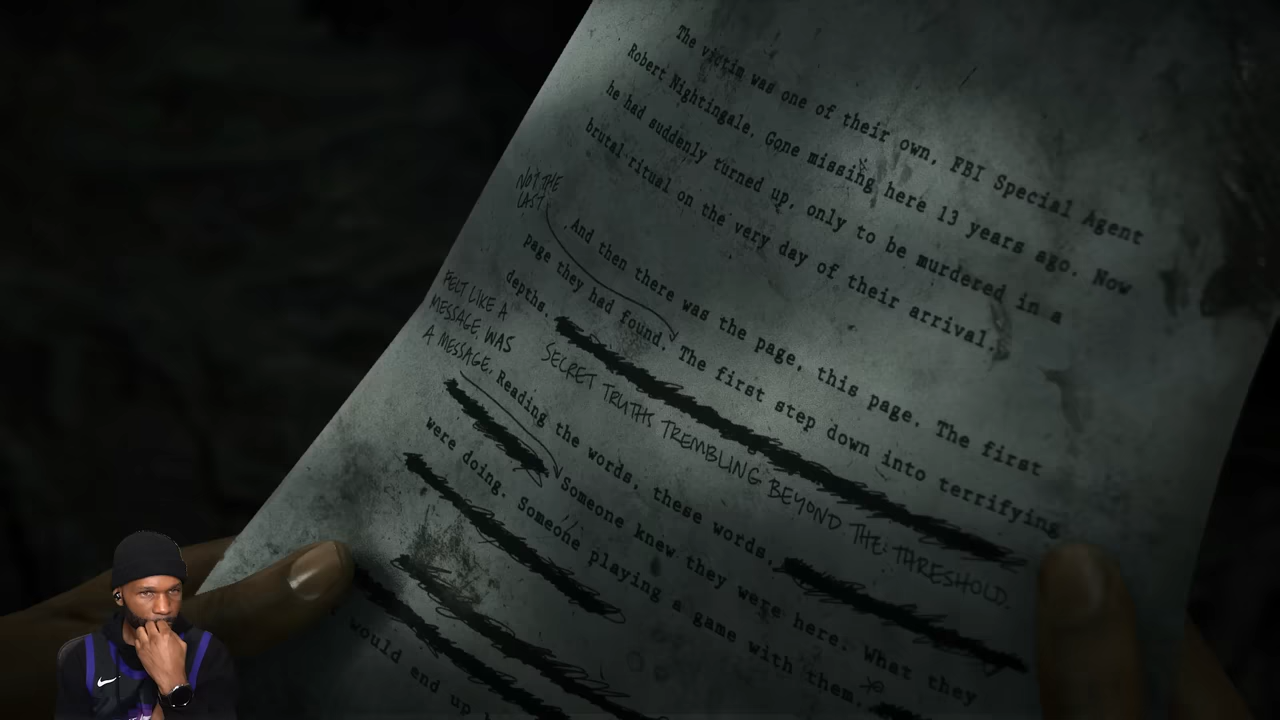 The victim was one of their own, FBI Special Agent
Robert Nightingale. Gone missing here 13 years ago. Now
he had suddenly turned up, only to be murdered in a
brutal ritual on the very day of their arrival.
NOT THE
LAST
And then there was the page, this page. The first
page they had found. The first step down into terrifying
depths.
SECRET TRUTHS TREMBLING BEYOND THE THRESHOLD.
FELT LIKE A
MESSAGE. WAS
A MESSAGE.
Reading the words, these words,
Someone knew they were here. What they
were doing. Someone playing a game with them.
would end up